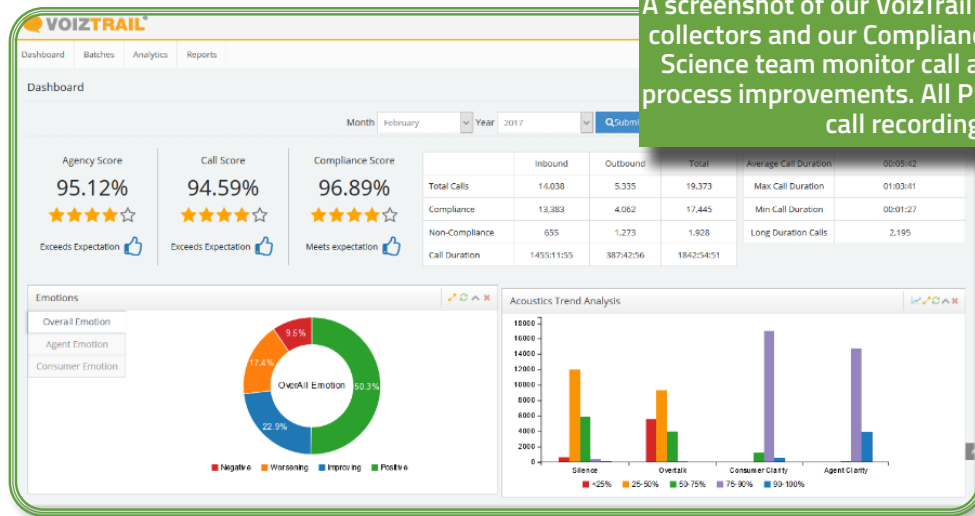 VOIZTRAIL
A screenshot of our VoizTrail
collectors and our Complianc
Science team monitor call a
process improvements. All P
call recording
Dashboard Batches Analytics Reports
Dashboard
Month February Year 2017 Submi
Agency Score Call Score Compliance Score
95.12% 94.59% 96.89%
Exceeds Expectation Exceeds Expectation Meets expectation
Inbound Outbound Total
Total Calls 14,038 5,335 19,373
Compliance 13,383 4,062 17,445
Non-Compliance 655 1,273 1,928
Call Duration 1455:11:55 387:42:56 1842:54:51
Average Call Duration 00:05:42
Max Call Duration 01:03:41
Min Call Duration 00:01:27
Long Duration Calls 2,195
Emotions
Overall Emotion
Agent Emotion
Consumer Emotion
9.5%
17.4%
OverAll Emotion 50.3%
22.9%
Negative Worsening Improving Positive
Acoustics Trend Analysis
18000
16000
14000
12000
10000
8000
6000
4000
2000
0
Silence Overtalk Consumer Clarity Agent Clarity
<25% 25-50% 50-75% 75-90% 90-100%